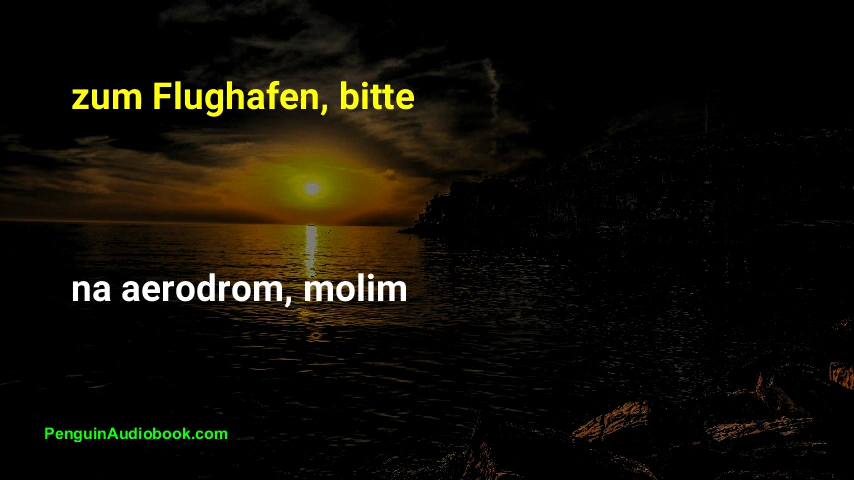 zum Flughafen, bitte
na aerodrom, molim
PenguinAudiobook.com